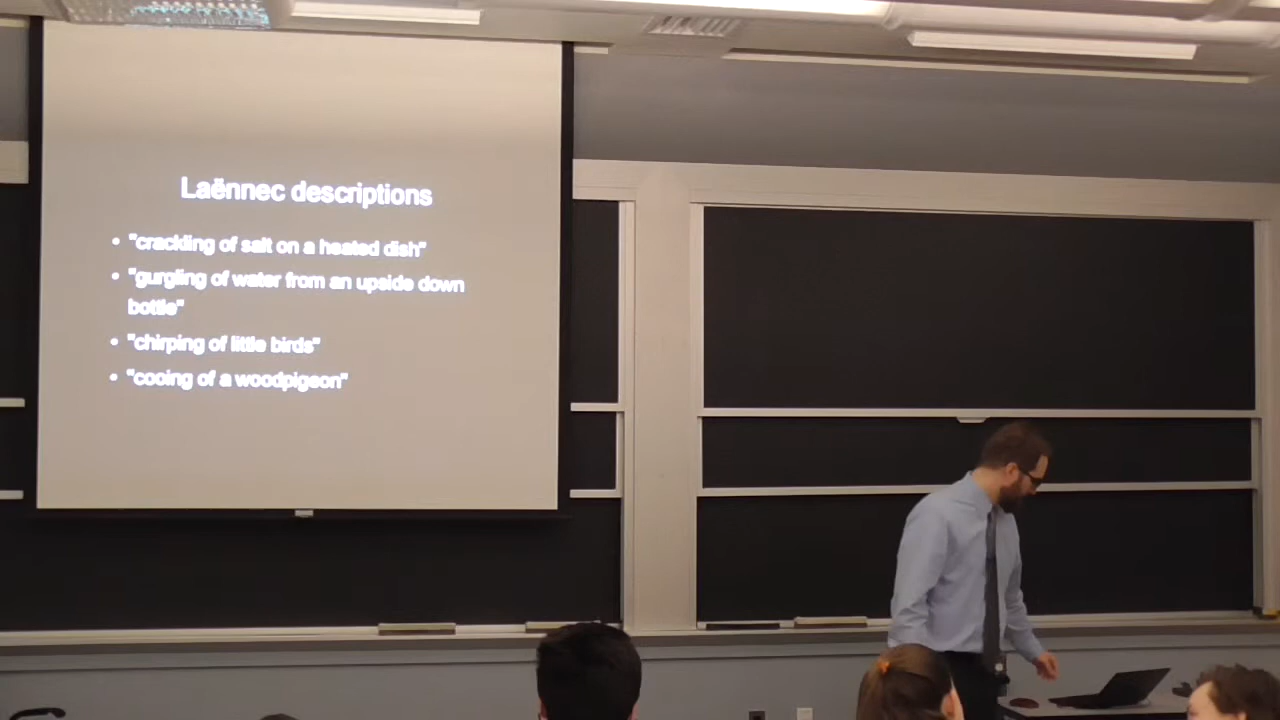 Laënnec descriptions
• "crackling of salt on a heated dish"
• "gurgling of water from an upside down
bottle"
• "chirping of little birds"
• "cooing of a woodpigeon"